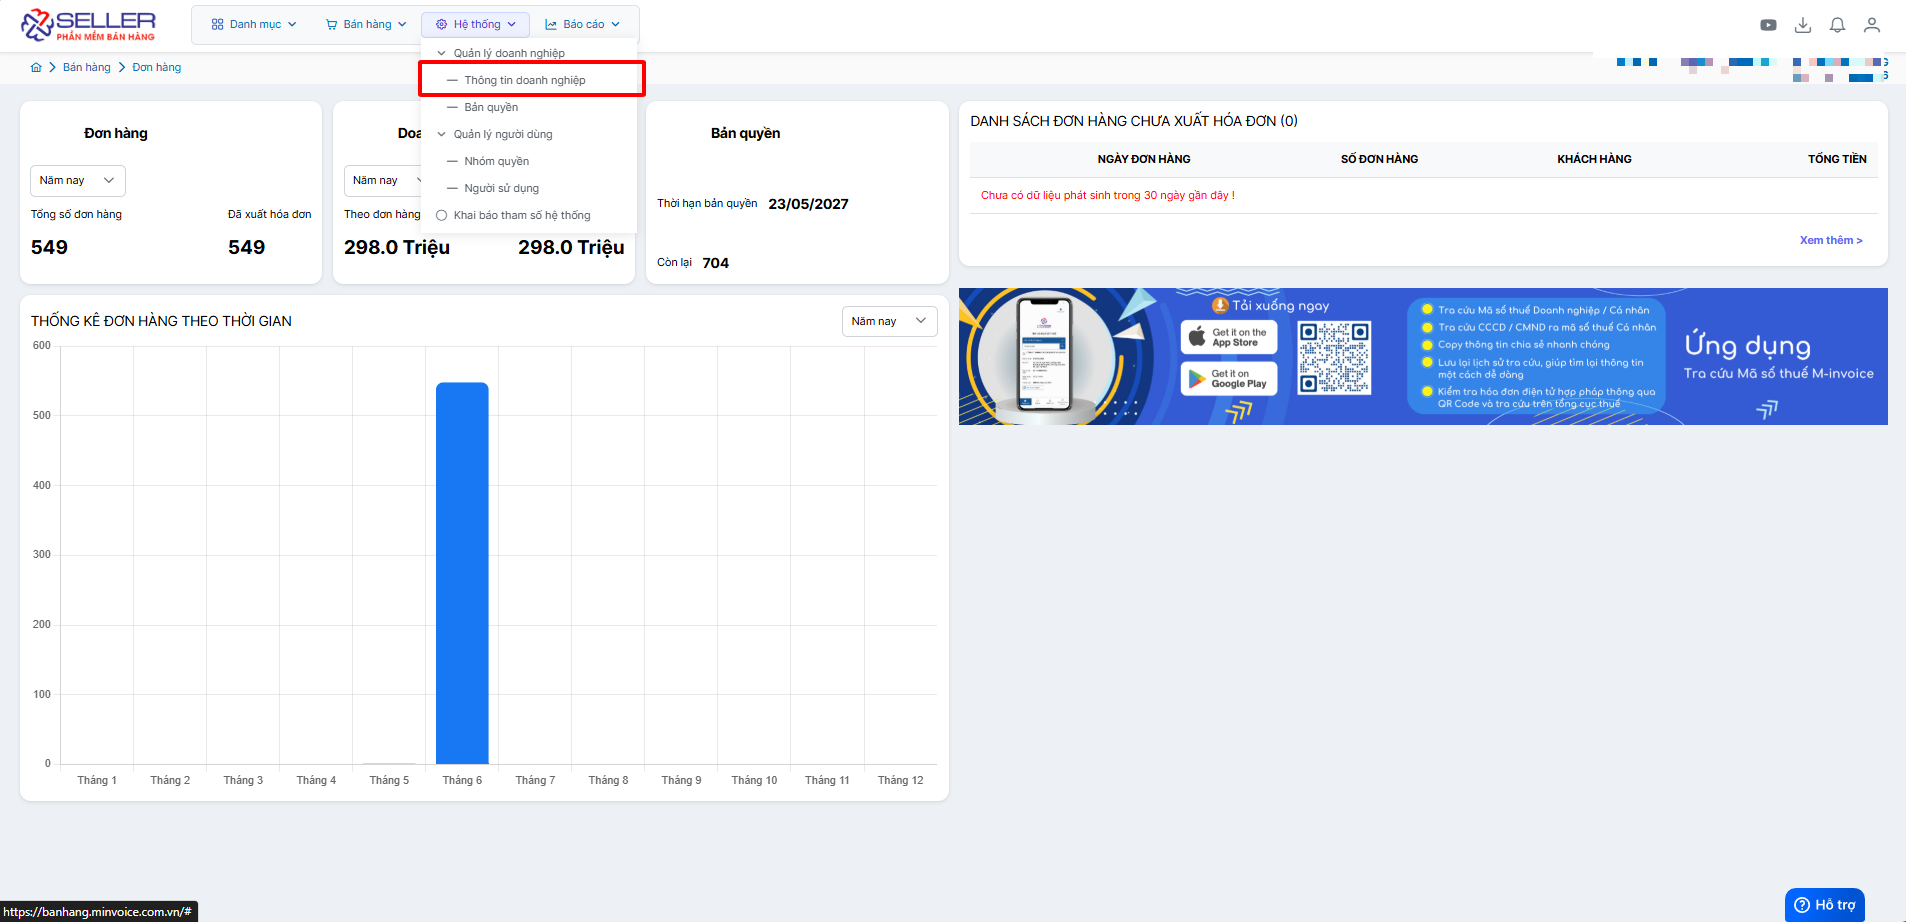 SELLER
PHẦN MỀM BÁN HÀNG
Danh mục
Bán hàng
Hệ thống
Báo cáo
Bán hàng
Đơn hàng
Quản lý doanh nghiệp
Thông tin doanh nghiệp
Bản quyền
Quản lý người dùng
Nhóm quyền
Người sử dụng
Khai báo tham số hệ thống
Đơn hàng
Năm nay
Tổng số đơn hàng
Đã xuất hóa đơn
549
549
Doa
Năm nay
Theo đơn hàng
298.0 Triệu
298.0 Triệu
Bản quyền
Thời hạn bản quyền
23/05/2027
Còn lại
704
DANH SÁCH ĐƠN HÀNG CHƯA XUẤT HÓA ĐƠN (0)
NGÀY ĐƠN HÀNG
SỐ ĐƠN HÀNG
KHÁCH HÀNG
TỔNG TIỀN
Chưa có dữ liệu phát sinh trong 30 ngày gần đây !
Xem thêm >
THỐNG KÊ ĐƠN HÀNG THEO THỜI GIAN
Năm nay
600
500
400
300
200
100
0
Tháng 1
Tháng 2
Tháng 3
Tháng 4
Tháng 5
Tháng 6
Tháng 7
Tháng 8
Tháng 9
Tháng 10
Tháng 11
Tháng 12
Tải xuống ngay
Get it on the
App Store
Get it on
Google Play
Tra cứu Mã số thuế Doanh nghiệp / Cá nhân
Tra cứu CCCD / CMND ra mã số thuế Cá nhân
Copy thông tin chia sẻ nhanh chóng
Lưu lại lịch sử tra cứu, giúp tìm lại thông tin
một cách dễ dàng
Kiểm tra hóa đơn điện tử hợp pháp thông qua
QR Code và tra cứu trên tổng cục thuế
Ứng dụng
Tra cứu Mã số thuế M-invoice
https://banhang.minvoice.com.vn/#
Hỗ trợ